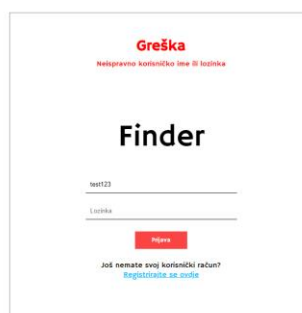 Greška
Neispravno korisničko ime ili lozinka
Finder
test123
Lozinka
Prijava
Još nemate svoj korisnički račun?
Registrirajte se ovdje